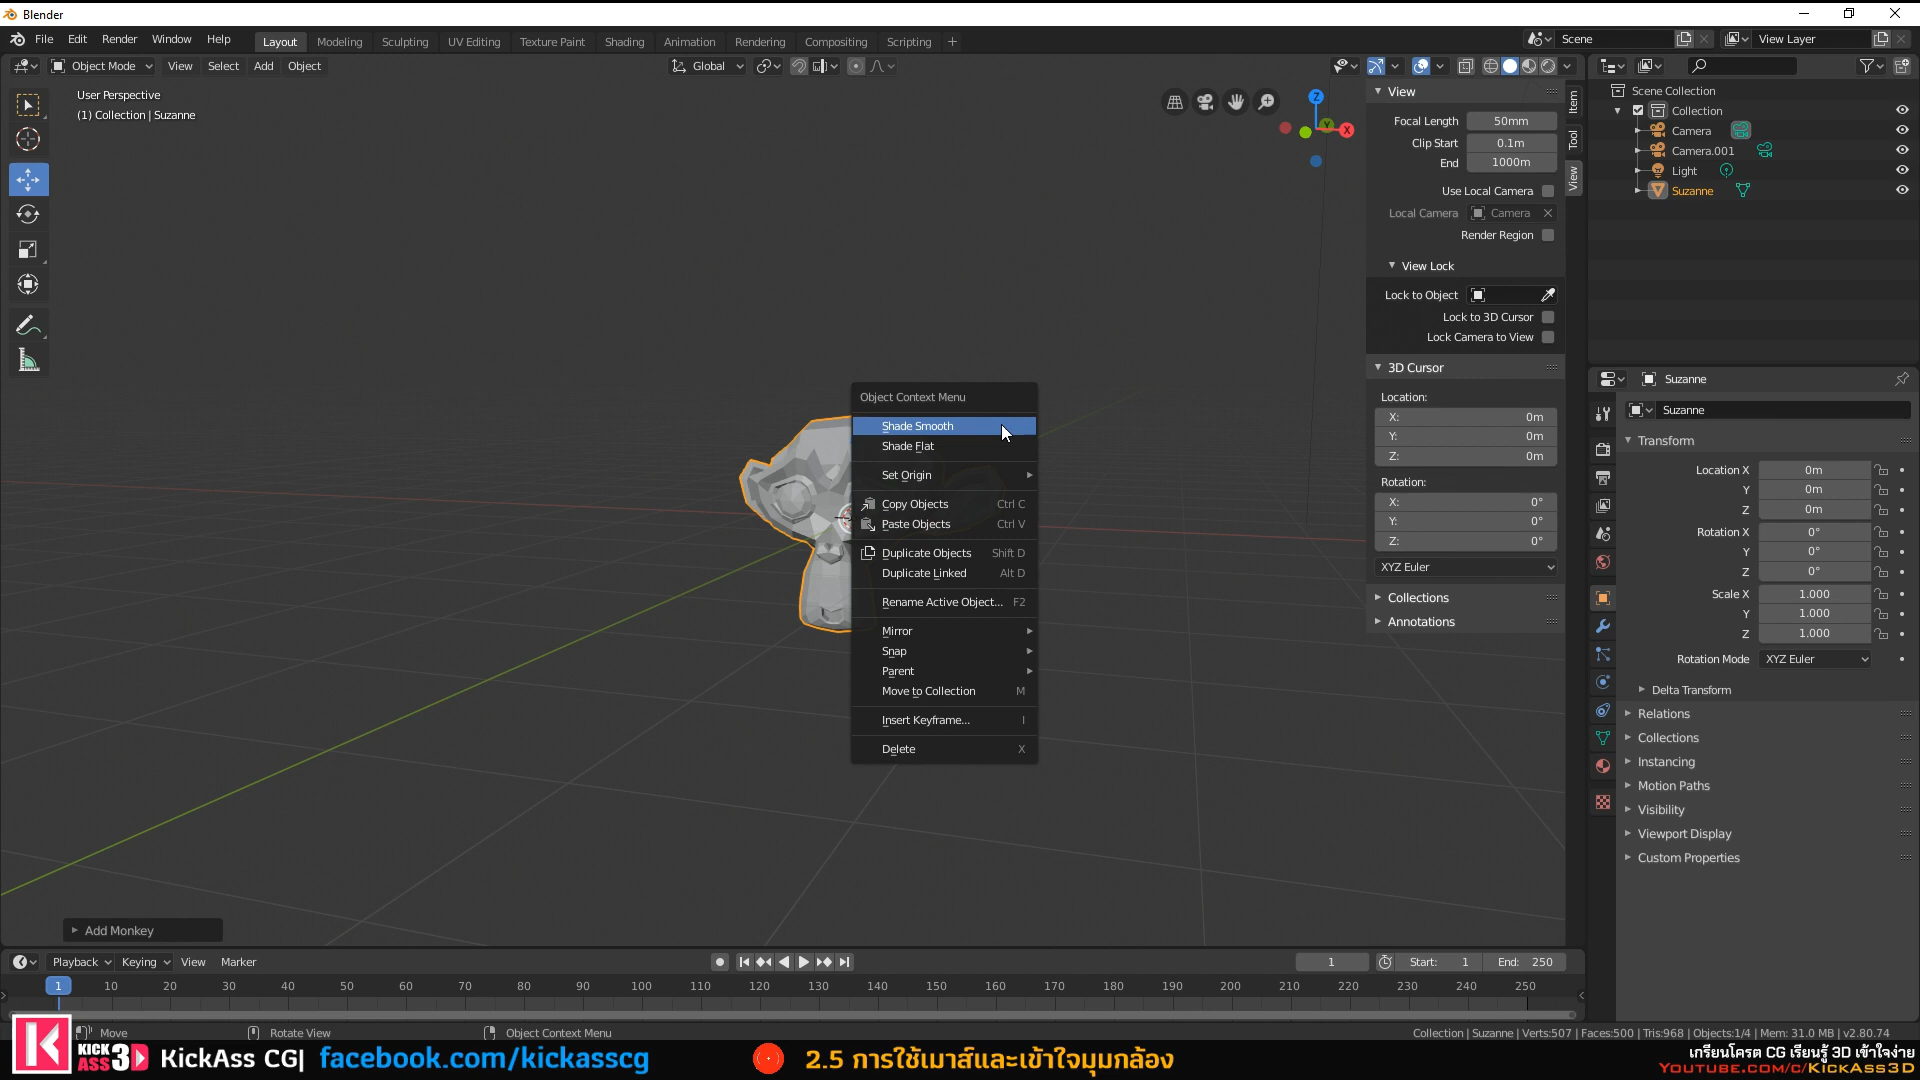 Blender
File Edit Render Window Help Layout Modeling Sculpting UV Editing Texture Paint Shading Animation Rendering Compositing Scripting + Scene View Layer
Object Mode View Select Add Object Global
User Perspective
(1) Collection | Suzanne
Z
Y
X
View
Focal Length 50mm
Clip Start 0.1m
End 1000m
Use Local Camera
Local Camera Camera
Render Region
View Lock
Lock to Object
Lock to 3D Cursor
Lock Camera to View
3D Cursor
Location:
X: 0m
Y: 0m
Z: 0m
Rotation:
X: 0°
Y: 0°
Z: 0°
XYZ Euler
Collections
Annotations
Item
Tool
View
Object Context Menu
Shade Smooth
Shade Flat
Set Origin
Copy Objects Ctrl C
Paste Objects Ctrl V
Duplicate Objects Shift D
Duplicate Linked Alt D
Rename Active Object... F2
Mirror
Snap
Parent
Move to Collection M
Insert Keyframe... I
Delete X
Scene Collection
Collection
Camera
Camera.001
Light
Suzanne
Suzanne
Suzanne
Transform
Location X 0m
Y 0m
Z 0m
Rotation X 0°
Y 0°
Z 0°
Scale X 1.000
Y 1.000
Z 1.000
Rotation Mode XYZ Euler
Delta Transform
Relations
Collections
Instancing
Motion Paths
Visibility
Viewport Display
Custom Properties
Add Monkey
Playback Keying View Marker 1 Start: 1 End: 250
1 10 20 30 40 50 60 70 80 90 100 110 120 130 140 150 160 170 180 190 200 210 220 230 240 250
Move Rotate View Object Context Menu Collection | Suzanne | Verts:507 | Faces:500 | Tris:968 | Objects:1/4 | Mem: 31.0 MB | v2.80.74
K KICK ASS 3D KickAss CG| facebook.com/kickasscg 2.5 การใช้เมาส์และเข้าใจมุมกล้อง
เกรียนโครต CG เรียนรู้ 3D เข้าใจง่าย
YOUTUBE.COM/C/KICKASS3D